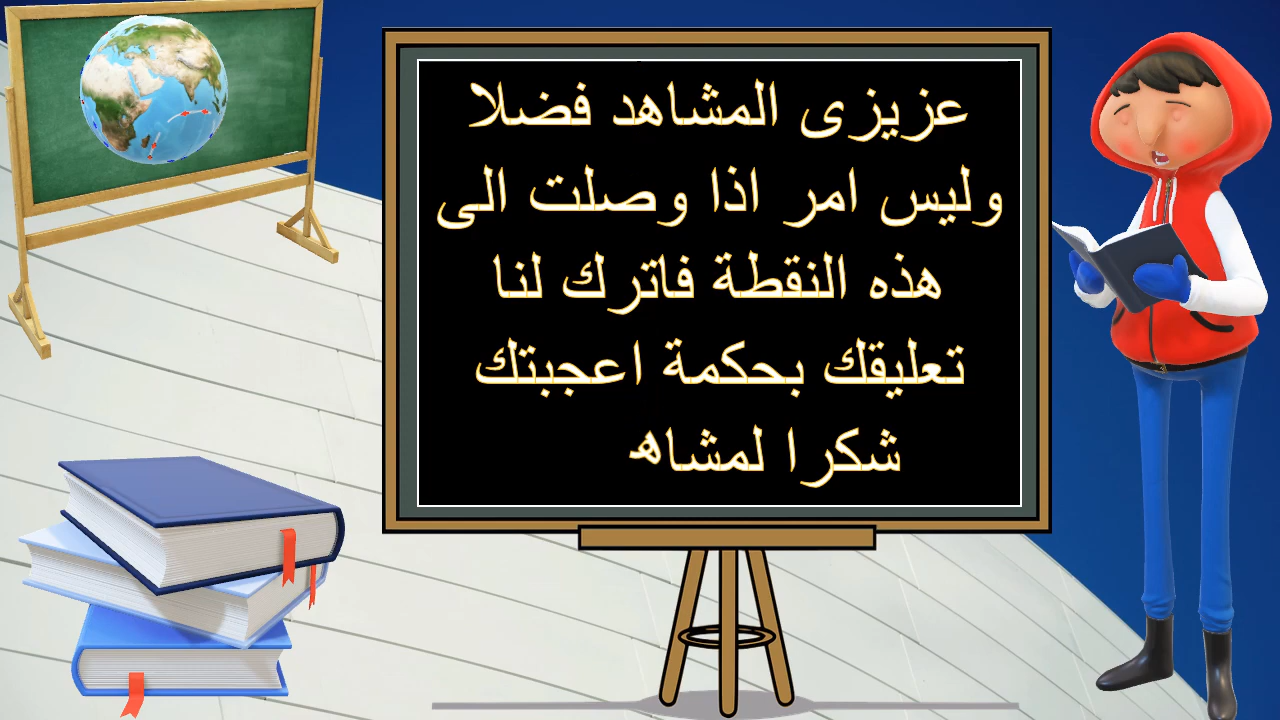 عزيزى المشاهد فضلا
وليس امر اذا وصلت الى
هذه النقطة فاترك لنا
تعليقك بحكمة اعجبتك
شكرا لمشاه